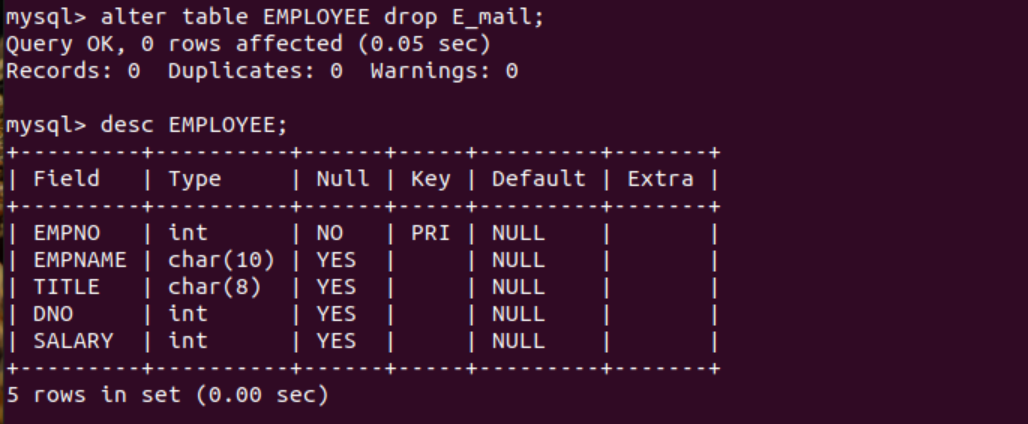 mysql> alter table EMPLOYEE drop E_mail;
Query OK, 0 rows affected (0.05 sec)
Records: 0  Duplicates: 0  Warnings: 0

mysql> desc EMPLOYEE;
+---------+----------+------+-----+---------+-------+
| Field   | Type     | Null | Key | Default | Extra |
+---------+----------+------+-----+---------+-------+
| EMPNO   | int      | NO   | PRI | NULL    |       |
| EMPNAME | char(10) | YES  |     | NULL    |       |
| TITLE   | char(8)  | YES  |     | NULL    |       |
| DNO     | int      | YES  |     | NULL    |       |
| SALARY  | int      | YES  |     | NULL    |       |
+---------+----------+------+-----+---------+-------+
5 rows in set (0.00 sec)